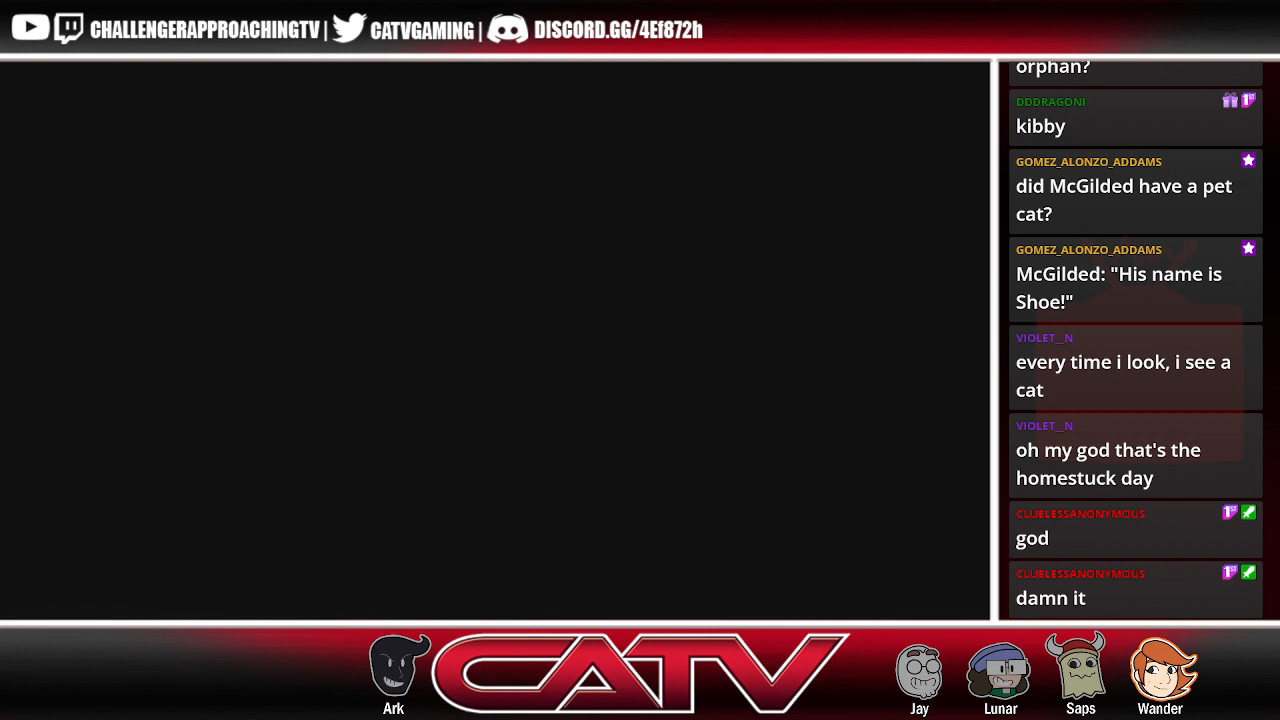 CHALLENGERAPPROACHINGTV | CATVGAMING | DISCORD.GG/4Ef872h
orphan?
DDDRAGONI
kibby
GOMEZ_ALONZO_ADDAMS
did McGilded have a pet
cat?
GOMEZ_ALONZO_ADDAMS
McGilded: "His name is
Shoe!"
VIOLET__N
every time i look, i see a
cat
VIOLET__N
oh my god that's the
homestuck day
CLUELESSANONYMOUS
god
CLUELESSANONYMOUS
damn it
CATV
Ark
Jay
Lunar
Saps
Wander